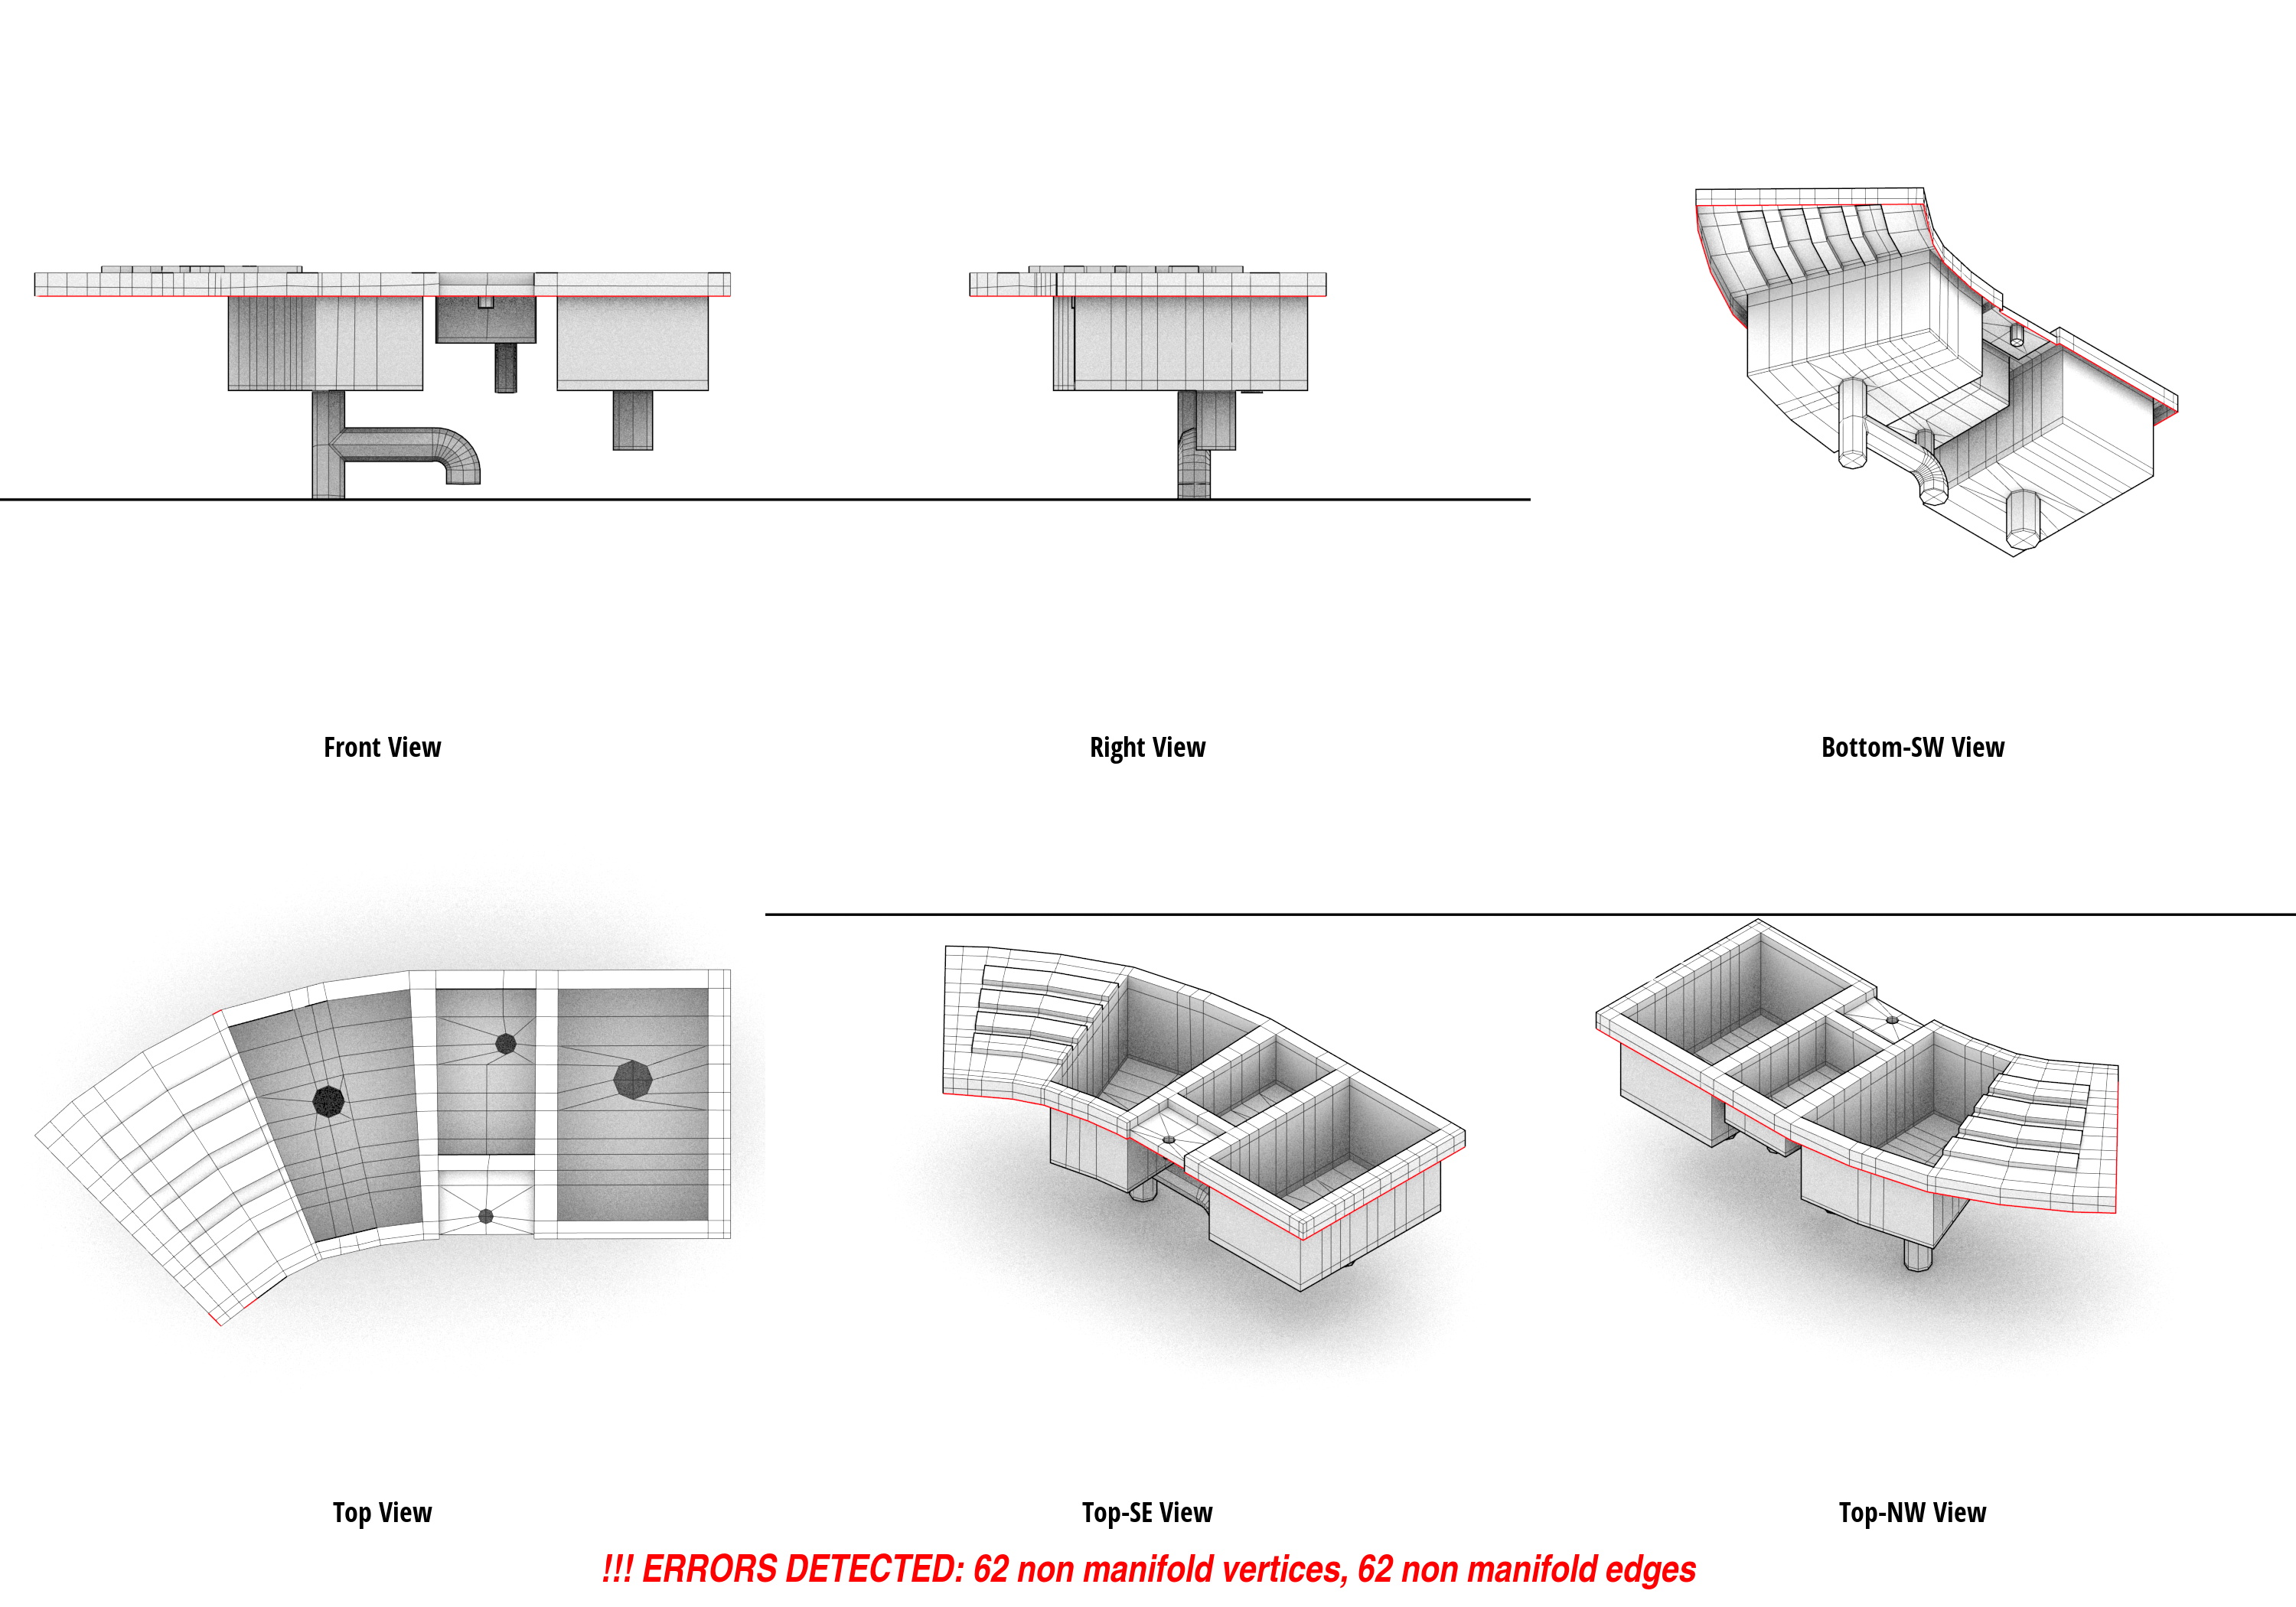 Front View
Right View
Bottom-SW View
Top View
Top-SE View
Top-NW View
!!! ERRORS DETECTED: 62 non manifold vertices, 62 non manifold edges